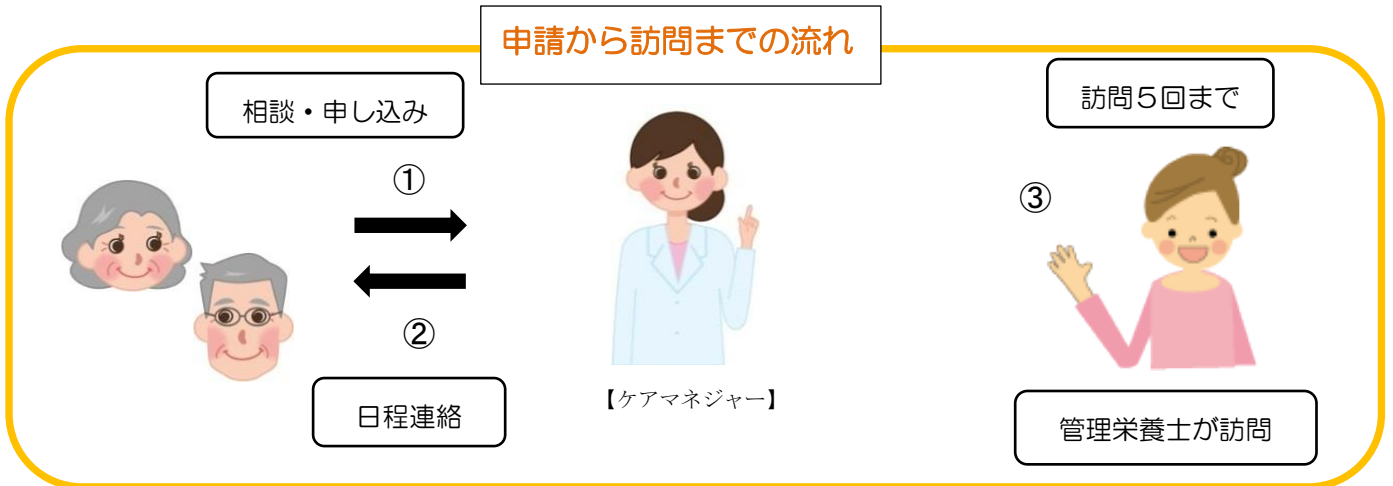 申請から訪問までの流れ
相談・申し込み
①
②
日程連絡
【ケアマネジャー】
訪問５回まで
③
管理栄養士が訪問